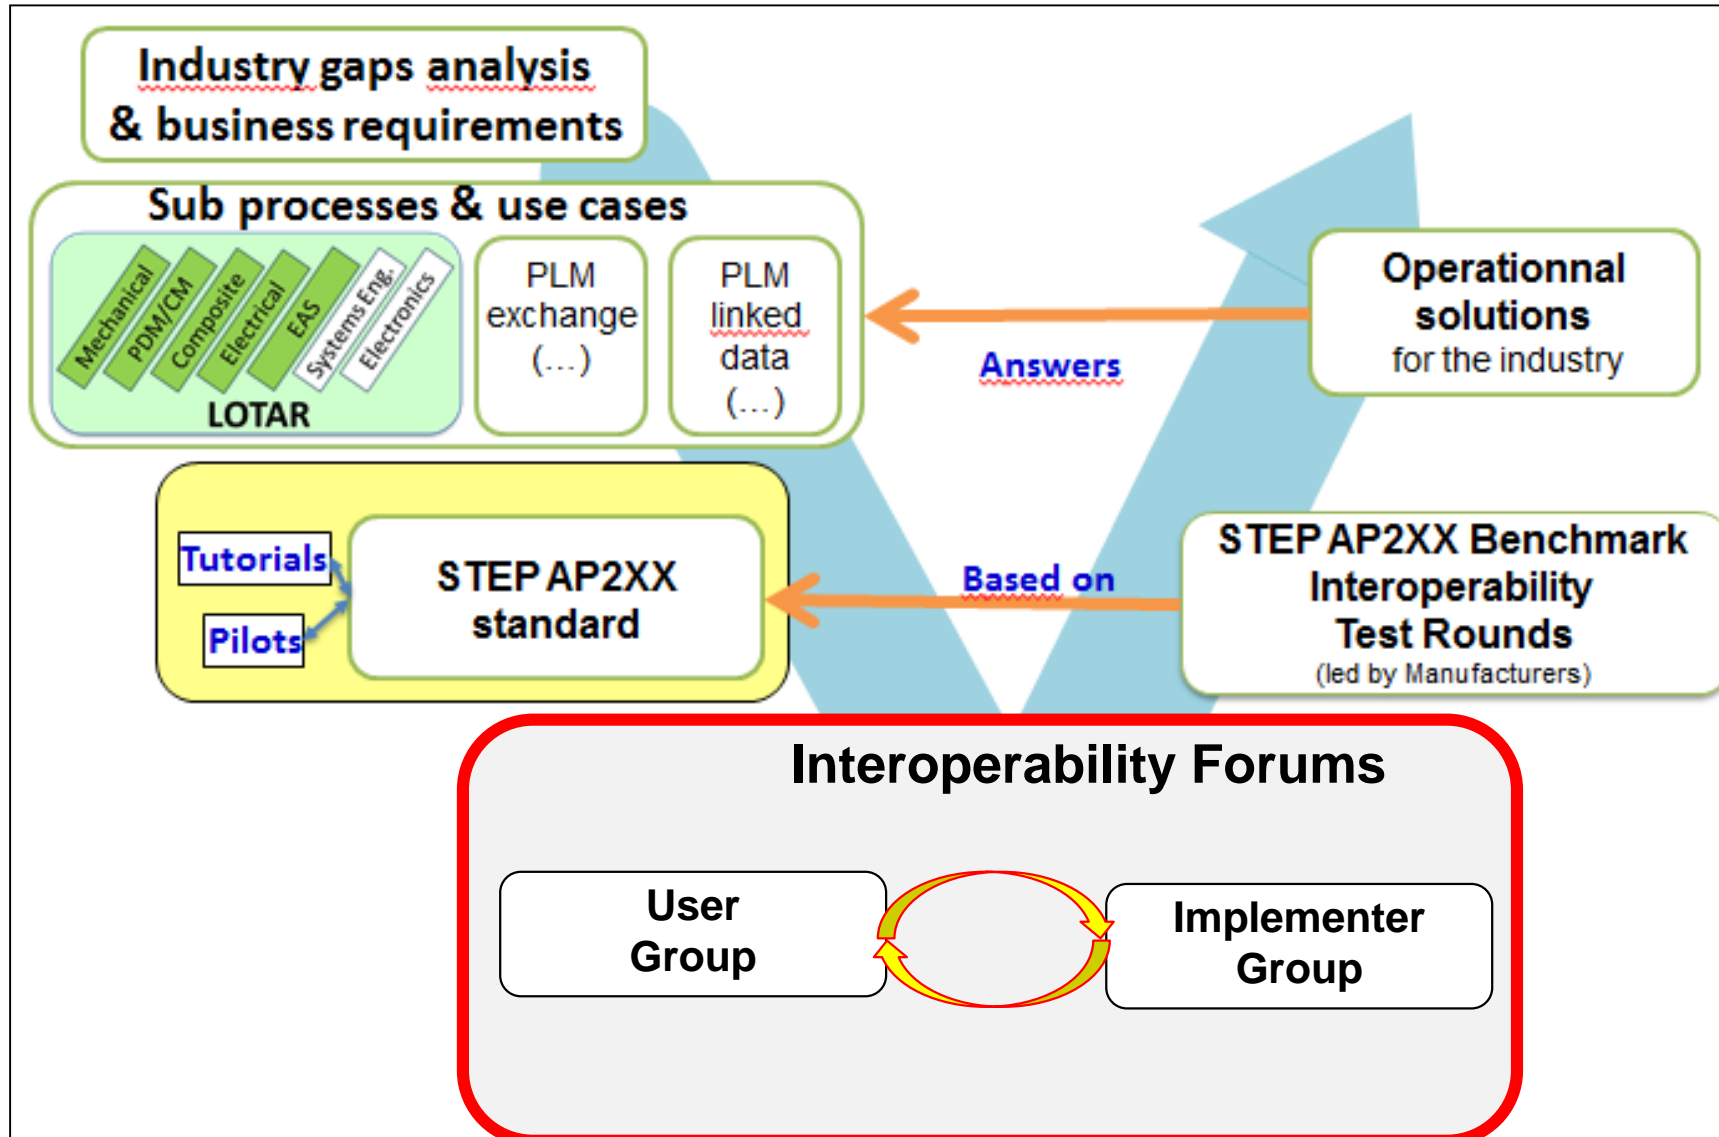 Industry gaps analysis
& business requirements
Sub processes & use cases
Mechanical
PDM/CM
Composite
Electrical
EAS
Systems Eng.
Electronics
LOTAR
PLM
exchange
(...)
PLM
linked
data
(...)
Answers
Operationnal
solutions
for the industry
Tutorials
Pilots
STEP AP2XX
standard
Based on
STEP AP2XX Benchmark
Interoperability
Test Rounds
(led by Manufacturers)
Interoperability Forums
User
Group
Implementer
Group